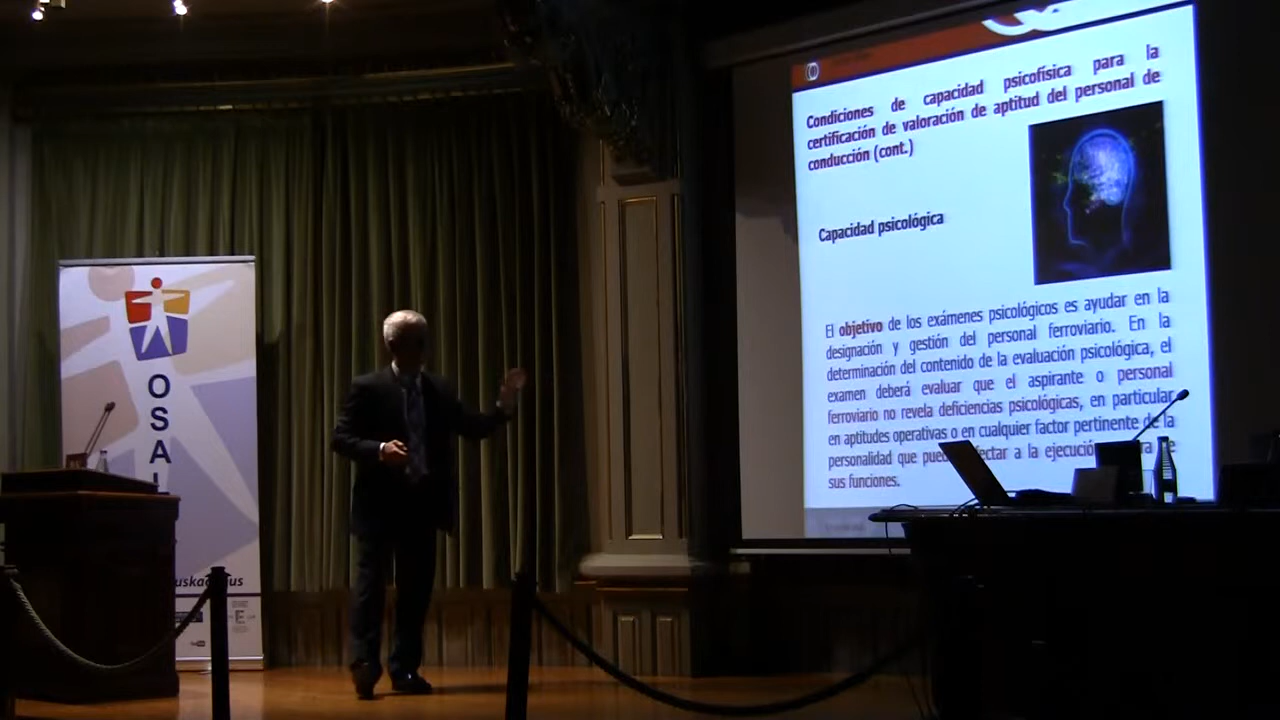 Condiciones de capacidad psicofísica para la
certificación de valoración de aptitud del personal de
conducción (cont.)
Capacidad psicológica
El objetivo de los exámenes psicológicos es ayudar en la
designación y gestión del personal ferroviario. En la
determinación del contenido de la evaluación psicológica, el
examen deberá evaluar que el aspirante o personal
ferroviario no revela deficiencias psicológicas, en particular
en aptitudes operativas o en cualquier factor pertinente de la
personalidad que a la
sus funciones.
OSA
E